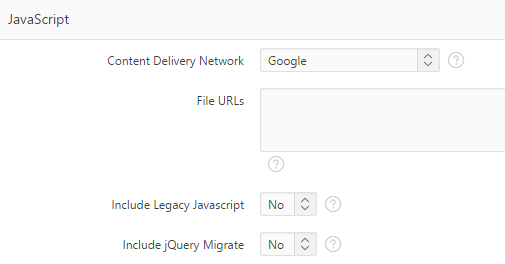 JavaScript
Content Delivery Network Google ?
File URLs
?
Include Legacy Javascript No ?
Include jQuery Migrate No ?